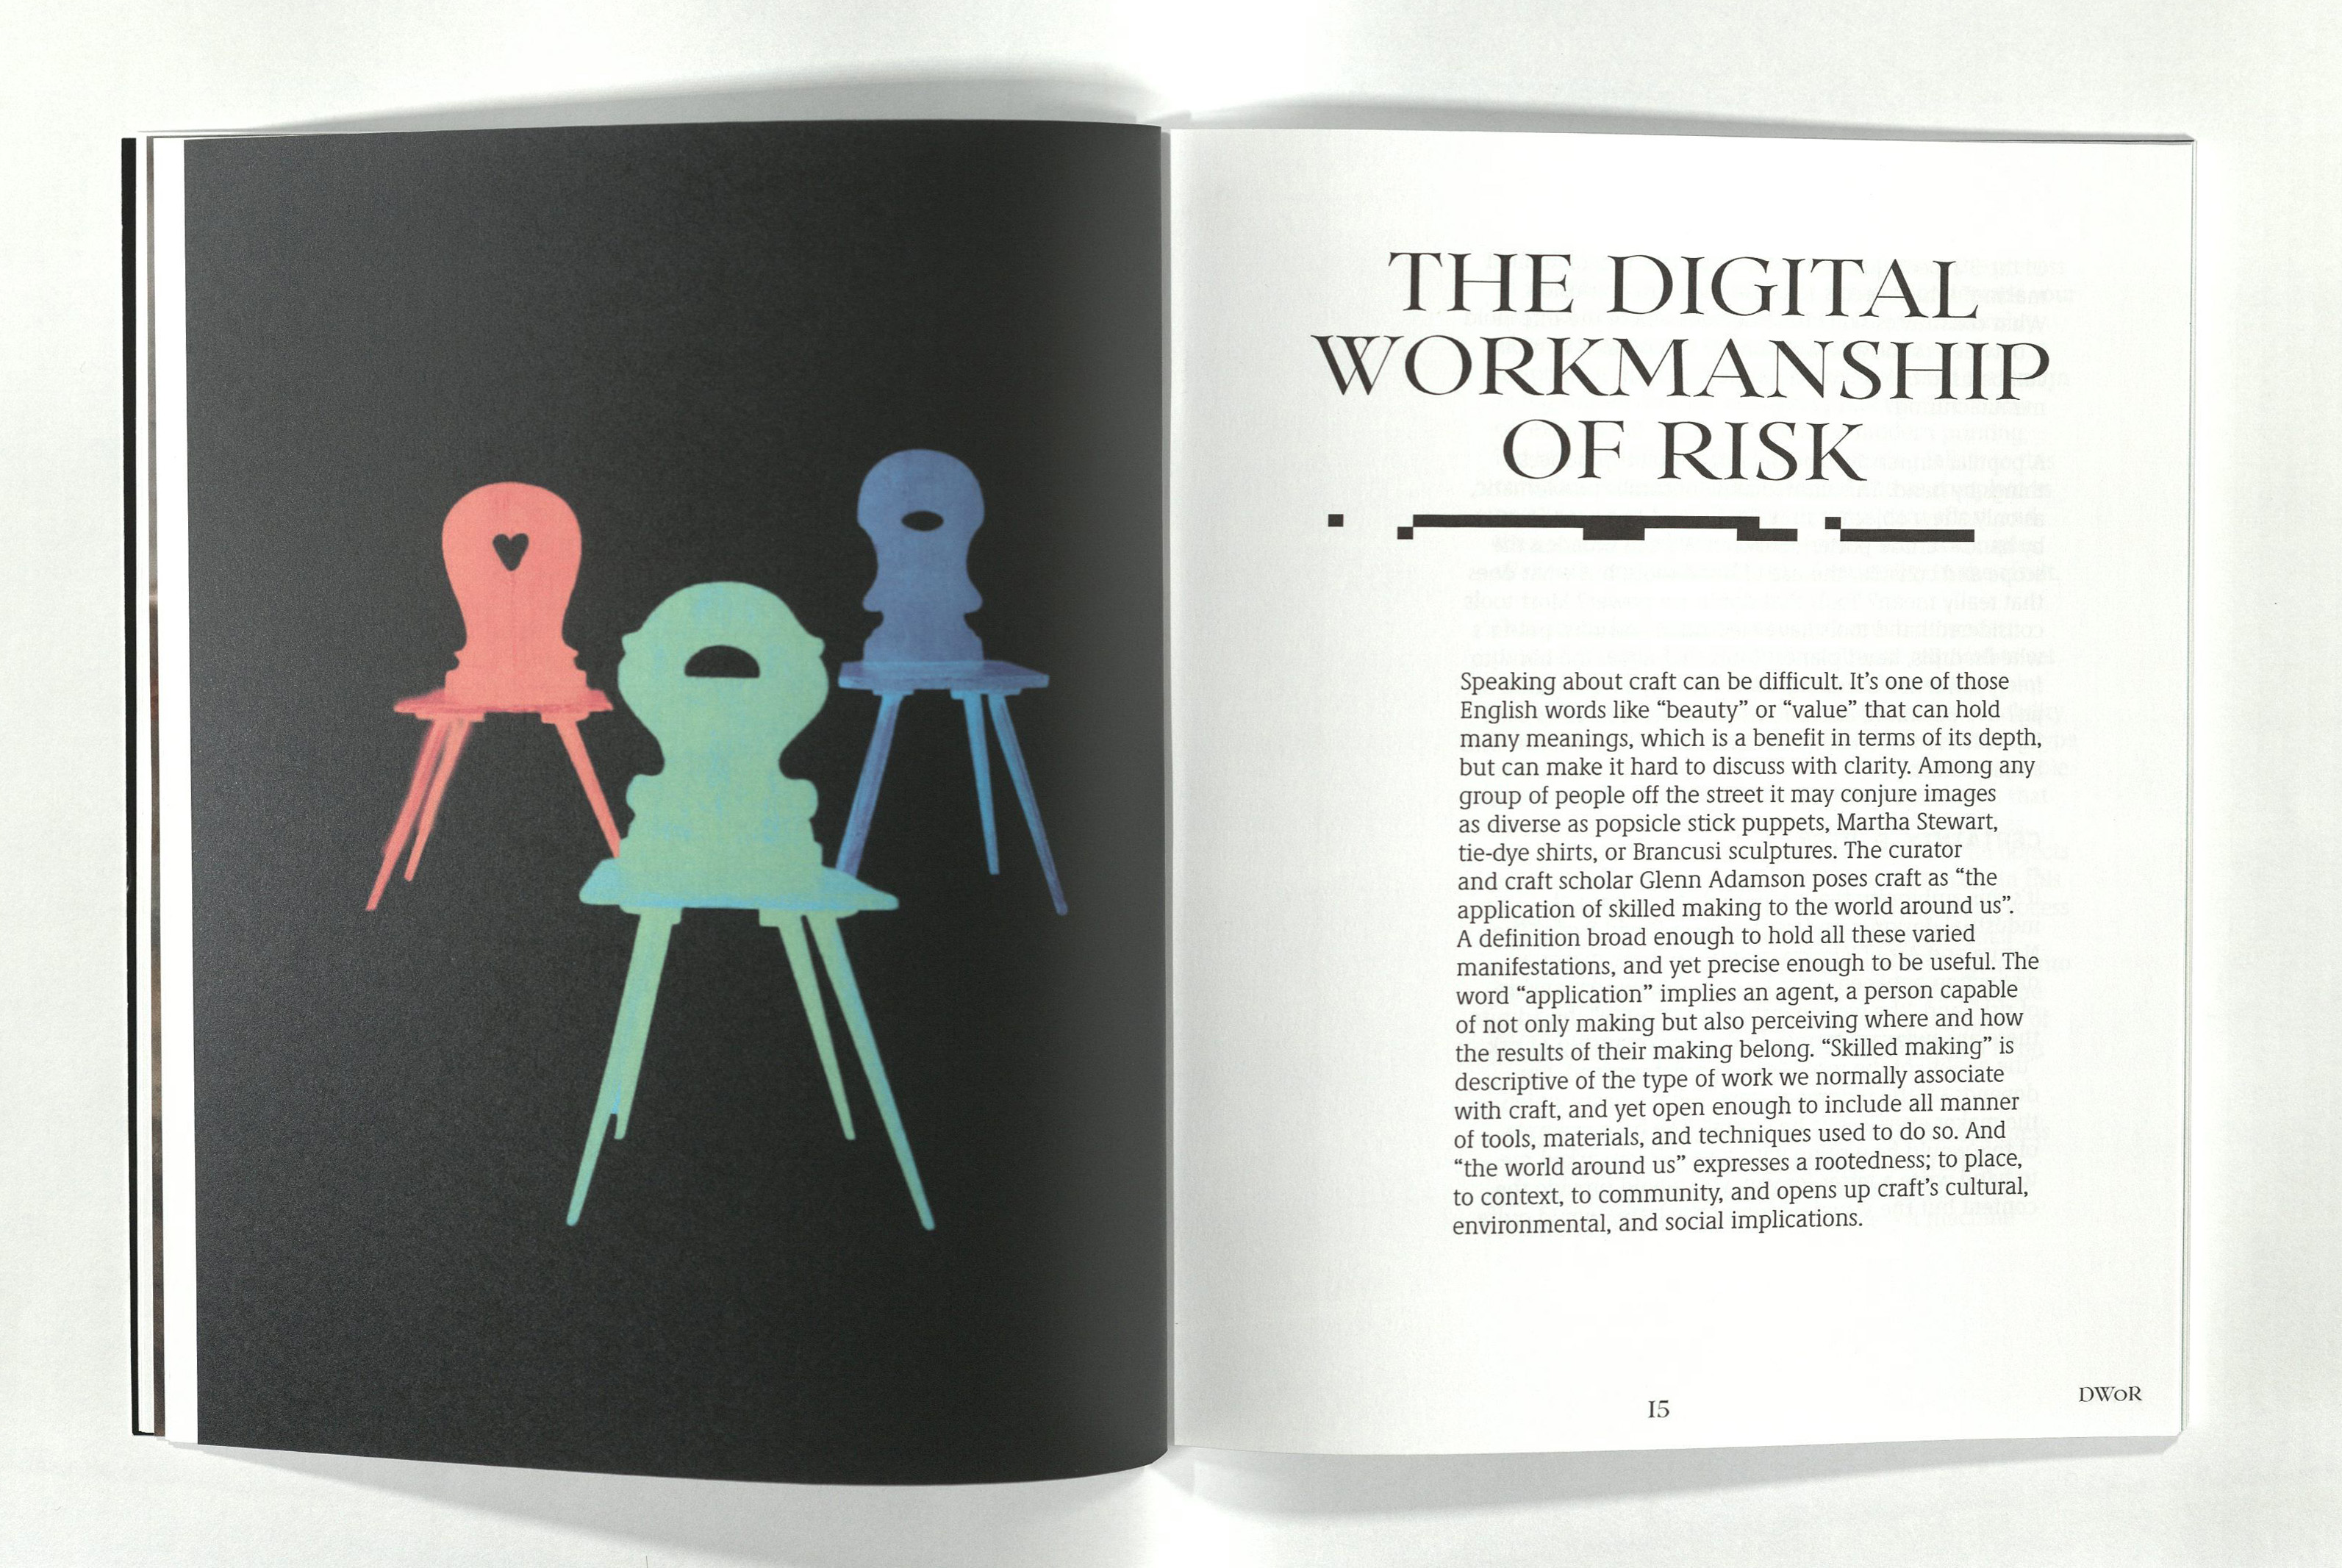 THE DIGITAL
WORKMANSHIP
OF RISK
Speaking about craft can be difficult. It’s one of those
English words like “beauty” or “value” that can hold
many meanings, which is a benefit in terms of its depth,
but can make it hard to discuss with clarity. Among any
group of people off the street it may conjure images
as diverse as popsicle stick puppets, Martha Stewart,
tie-dye shirts, or Brancusi sculptures. The curator
and craft scholar Glenn Adamson poses craft as “the
application of skilled making to the world around us”.
A definition broad enough to hold all these varied
manifestations, and yet precise enough to be useful. The
word “application” implies an agent, a person capable
of not only making but also perceiving where and how
the results of their making belong. “Skilled making” is
descriptive of the type of work we normally associate
with craft, and yet open enough to include all manner
of tools, materials, and techniques used to do so. And
“the world around us” expresses a rootedness; to place,
to context, to community, and opens up craft’s cultural,
environmental, and social implications.
15
DWoR